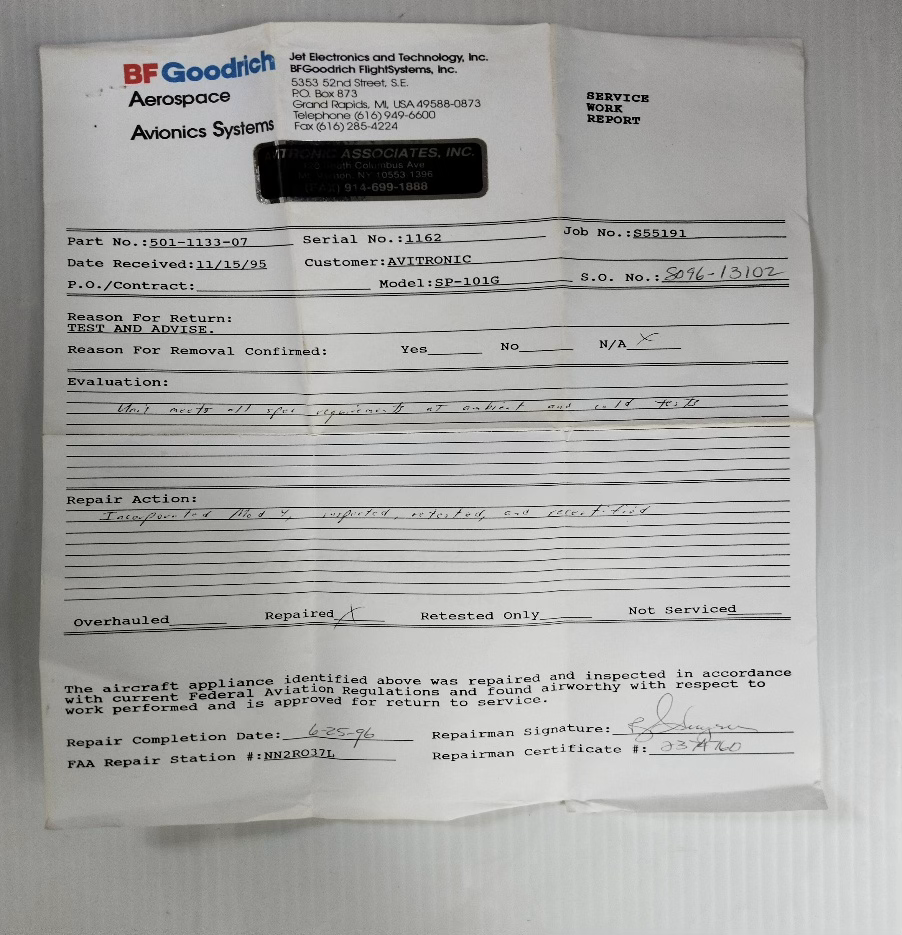 BFGoodrich
Aerospace
Avionics Systems
Jet Electronics and Technology, Inc.
BFGoodrich FlightSystems, Inc.
5353 52nd Street, S.E.
P.O. Box 873
Grand Rapids, MI, USA 49588-0873
Telephone (616) 949-6600
Fax (616) 285-4224
SERVICE
WORK
REPORT
ASSOCIATES, INC.
Columbus Ave
NY 10553-1396
914-699-1888
Part No.:501-1133-07 Serial No.:1162 Job No.:S55191
Date Received:11/15/95 Customer:AVITRONIC
P.O./Contract: Model:SP-101G S.O. No.:S096-13102
Reason For Return:
TEST AND ADVISE.
Reason For Removal Confirmed: Yes No N/A X
Evaluation:
Unit meets all spec requirements at ambient and cold tests
Repair Action:
Incorporated Mod 4, inspected, retested, and recertified
Overhauled Repaired X Retested Only Not Serviced
The aircraft appliance identified above was repaired and inspected in accordance
with current Federal Aviation Regulations and found airworthy with respect to
work performed and is approved for return to service.
Repair Completion Date: 6-25-96 Repairman Signature:
FAA Repair Station #:NN2R037L Repairman Certificate #: